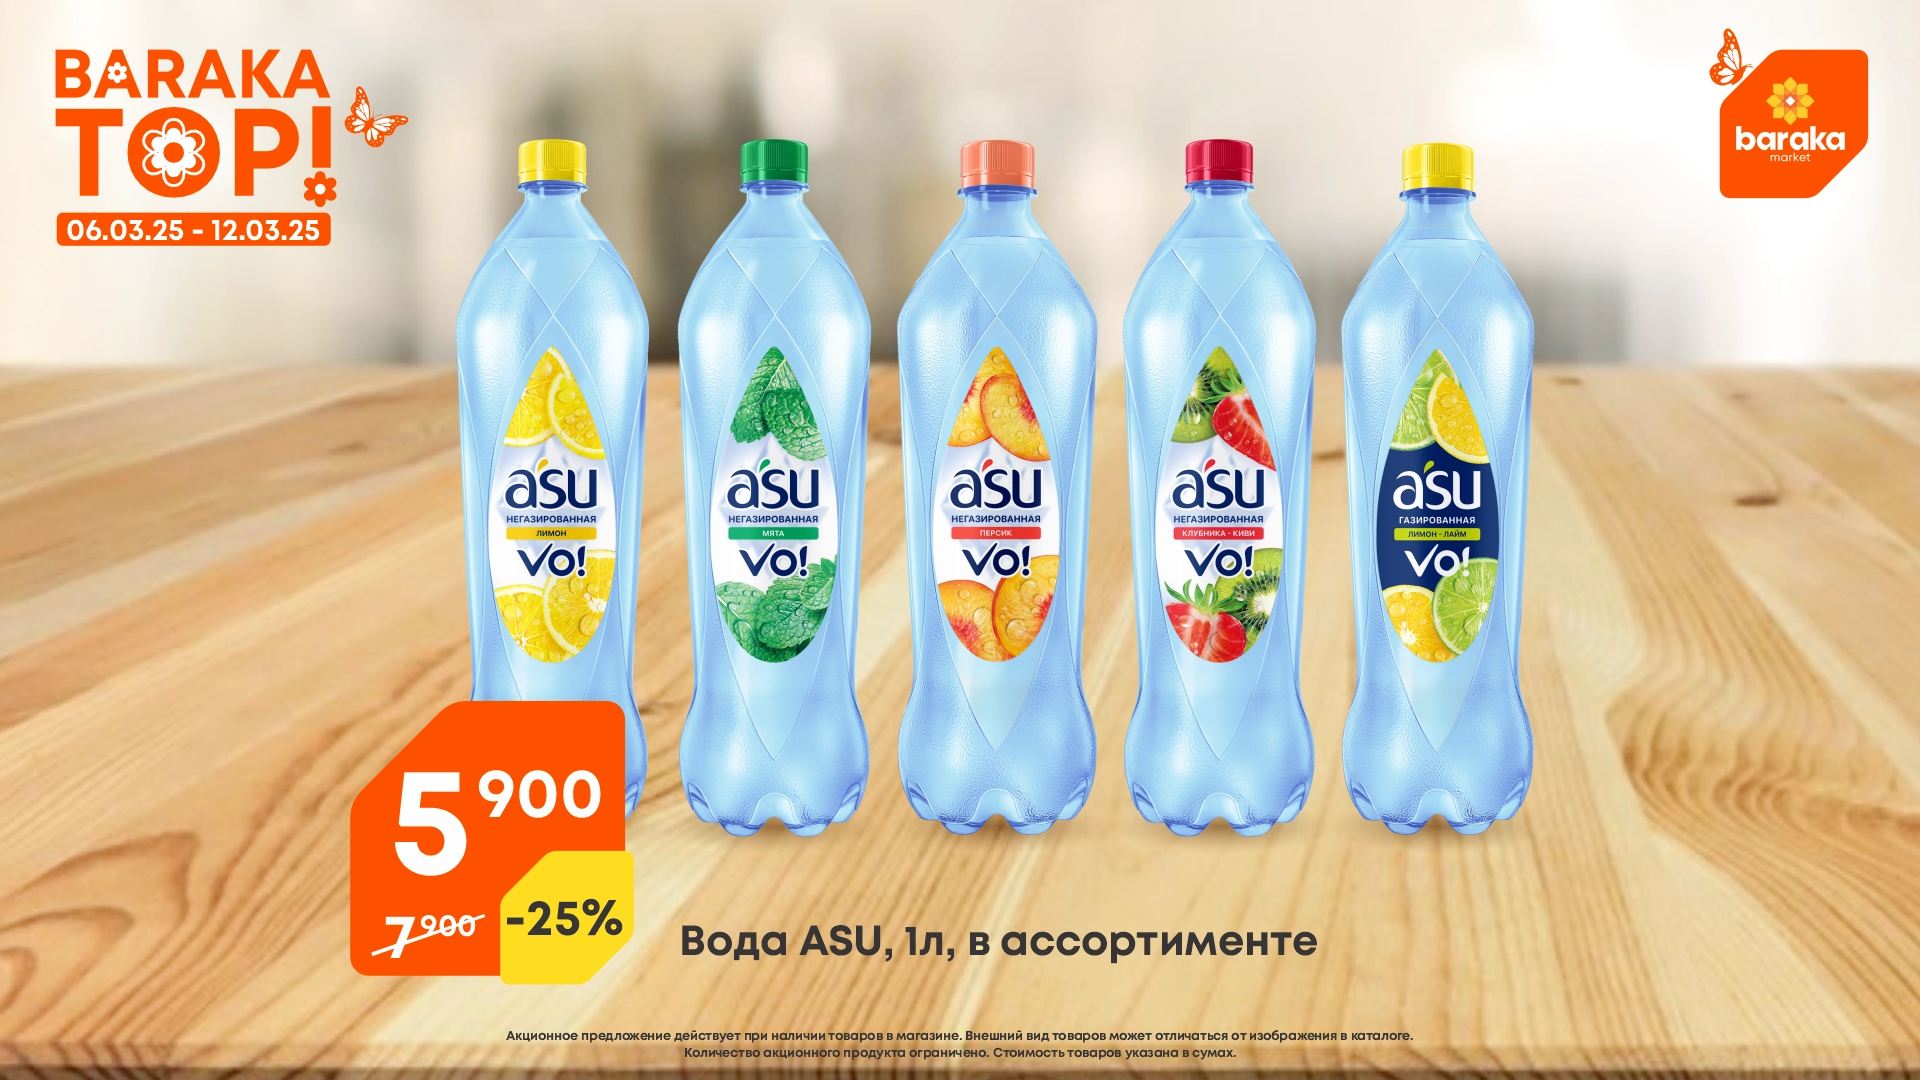 BARAKA
TOP!
06.03.25 - 12.03.25
baraka
market
asu
НЕГАЗИРОВАННАЯ
ЛИМОН
VO!
asu
НЕГАЗИРОВАННАЯ
МЯТА
VO!
asu
НЕГАЗИРОВАННАЯ
ПЕРСИК
VO!
asu
НЕГАЗИРОВАННАЯ
КЛУБНИКА - КИВИ
VO!
asu
ГАЗИРОВАННАЯ
ЛИМОН - ЛАЙМ
VO!
5 900
7 900
-25%
Вода ASU, 1л, в ассортименте
Акционное предложение действует при наличии товаров в магазине. Внешний вид товаров может отличаться от изображения в каталоге.
Количество акционного продукта ограничено. Стоимость товаров указана в сумах.